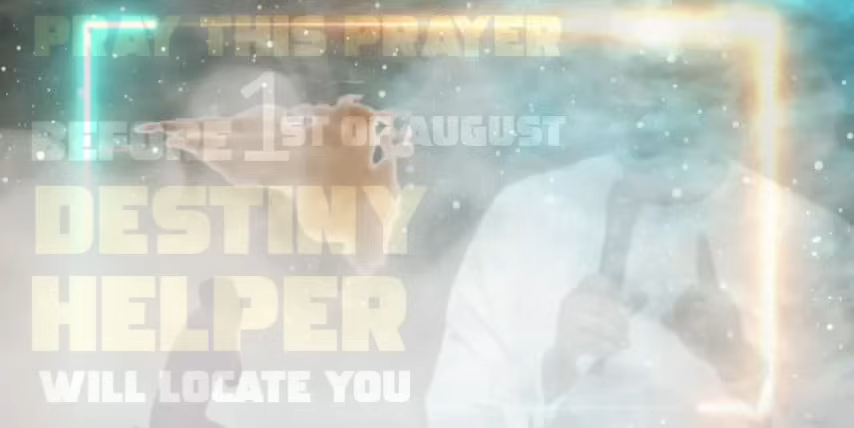 PRAY THIS PRAYER
BEFORE 1ST OF AUGUST
DESTINY
HELPER
WILL LOCATE YOU